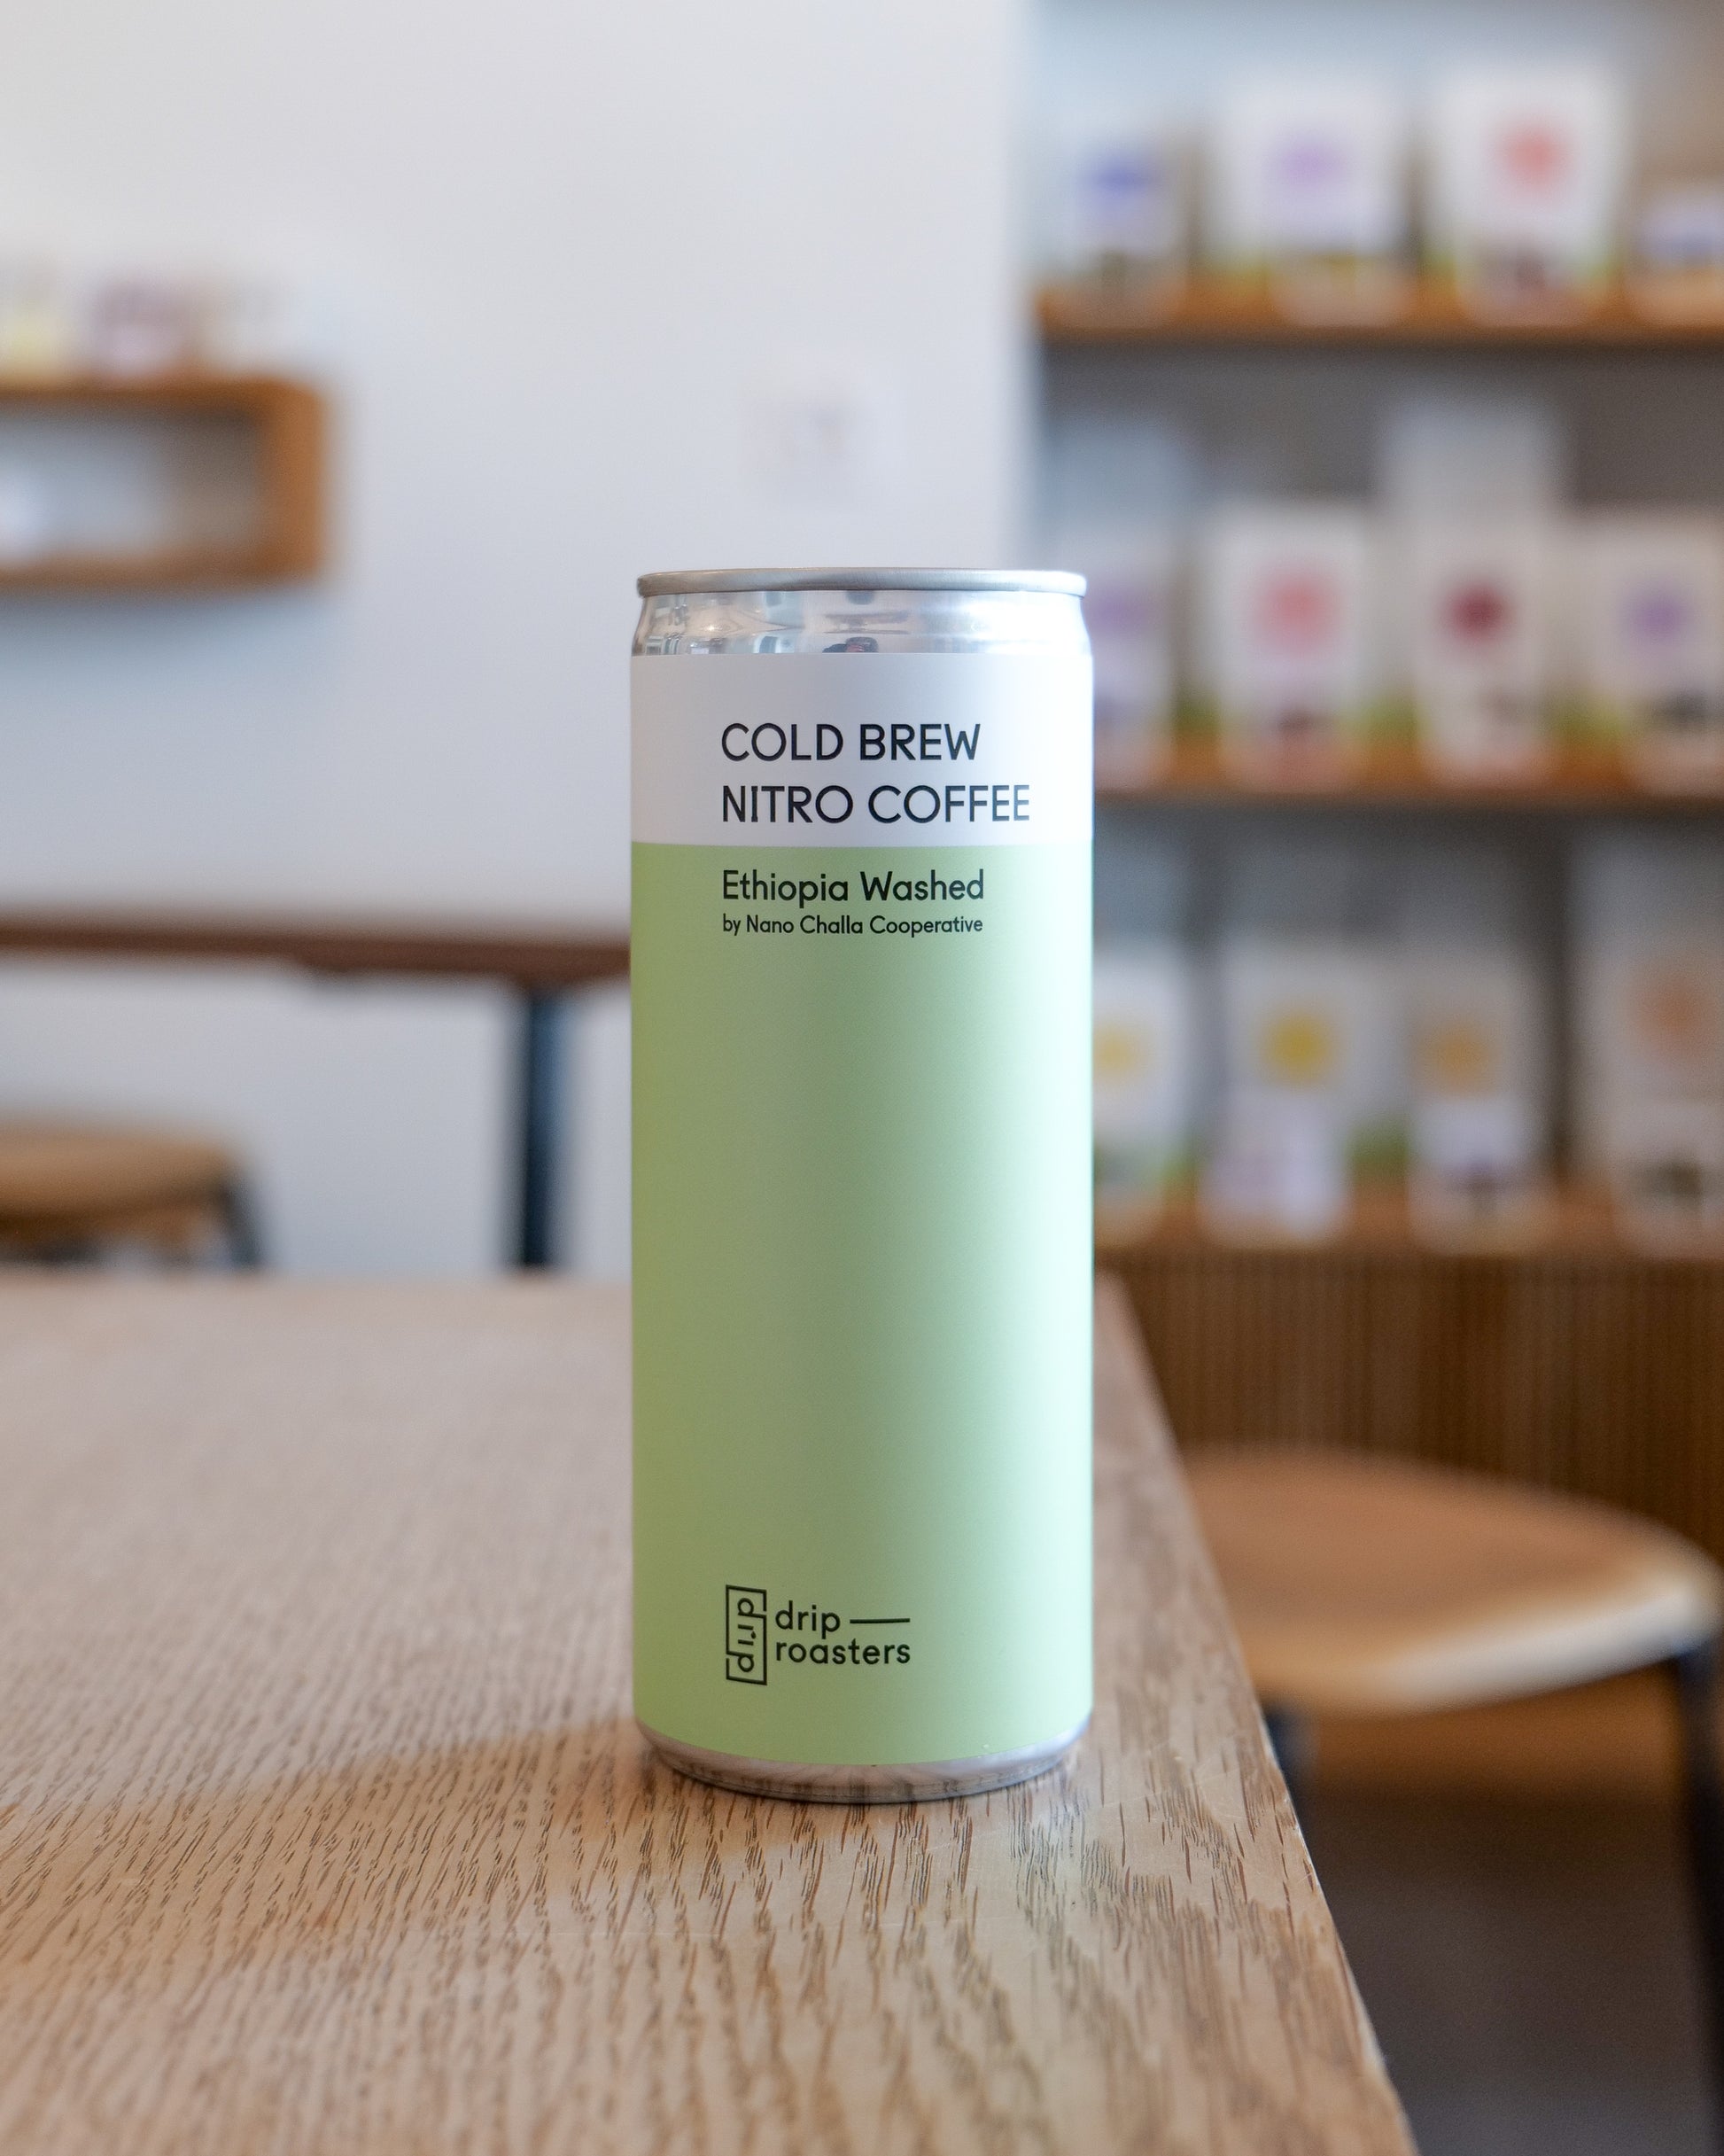 COLD BREW
NITRO COFFEE
Ethiopia Washed
by Nano Challa Cooperative
drip
drip
roasters